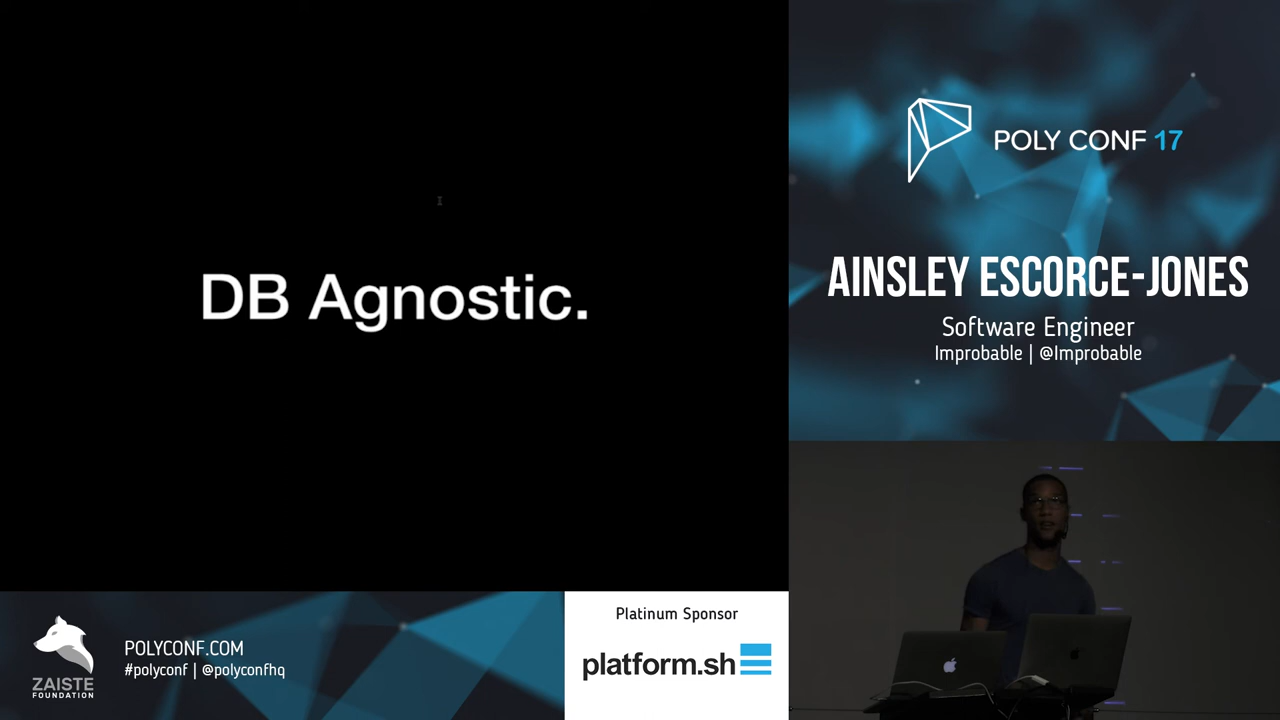 DB Agnostic.
POLY CONF 17
AINSLEY ESCORCE-JONES
Software Engineer
Improbable | @Improbable
ZAISTE
FOUNDATION
POLYCONF.COM
#polyconf | @polyconfhq
Platinum Sponsor
platform.sh